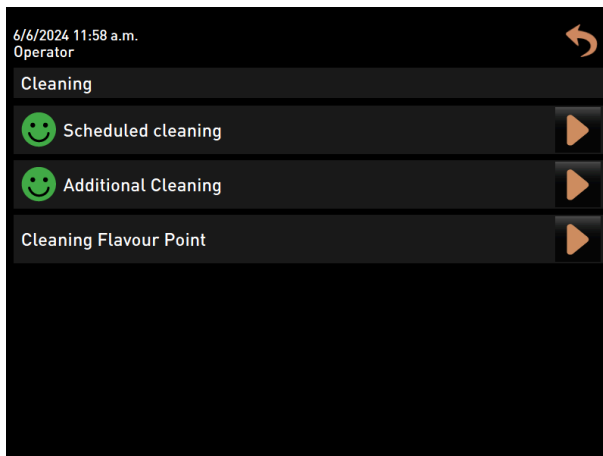 6/6/2024 11:58 a.m.
Operator
Cleaning
Scheduled cleaning
Additional Cleaning
Cleaning Flavour Point